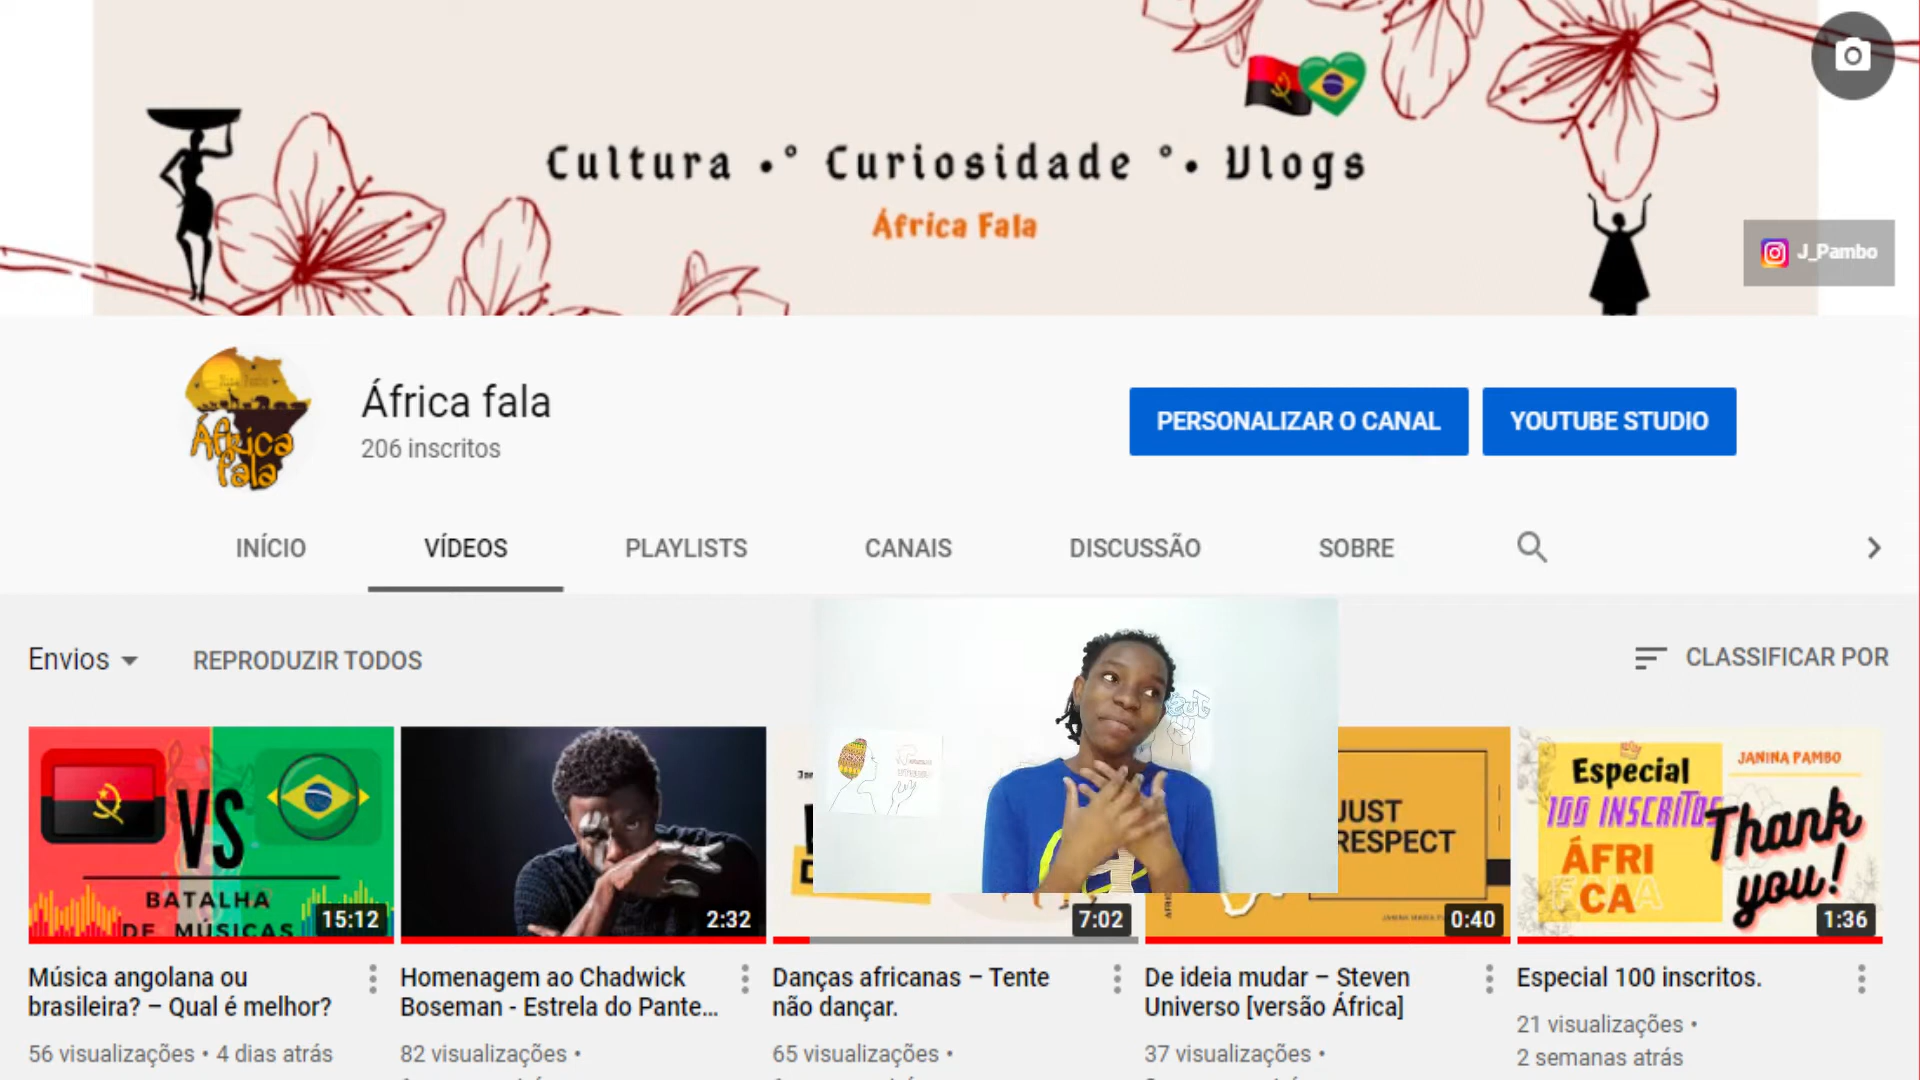 Cultura •° Curiosidade °• Vlogs
África Fala
J_Pambo
África
fala
África fala
206 inscritos
PERSONALIZAR O CANAL
YOUTUBE STUDIO
INÍCIO
VÍDEOS
PLAYLISTS
CANAIS
DISCUSSÃO
SOBRE
Envios
REPRODUZIR TODOS
CLASSIFICAR POR
VS
BATALHA
DE MÚSICAS
15:12
2:32
7:02
JUST
RESPECT
0:40
Especial
100 INSCRITOS
ÁFRI
CA
FALA
JANINA PAMBO
Thank
you!
1:36
Música angolana ou
brasileira? – Qual é melhor?
56 visualizações • 4 dias atrás
Homenagem ao Chadwick
Boseman - Estrela do Pante...
82 visualizações •
Danças africanas – Tente
não dançar.
65 visualizações •
De ideia mudar – Steven
Universo [versão África]
37 visualizações •
Especial 100 inscritos.
21 visualizações •
2 semanas atrás